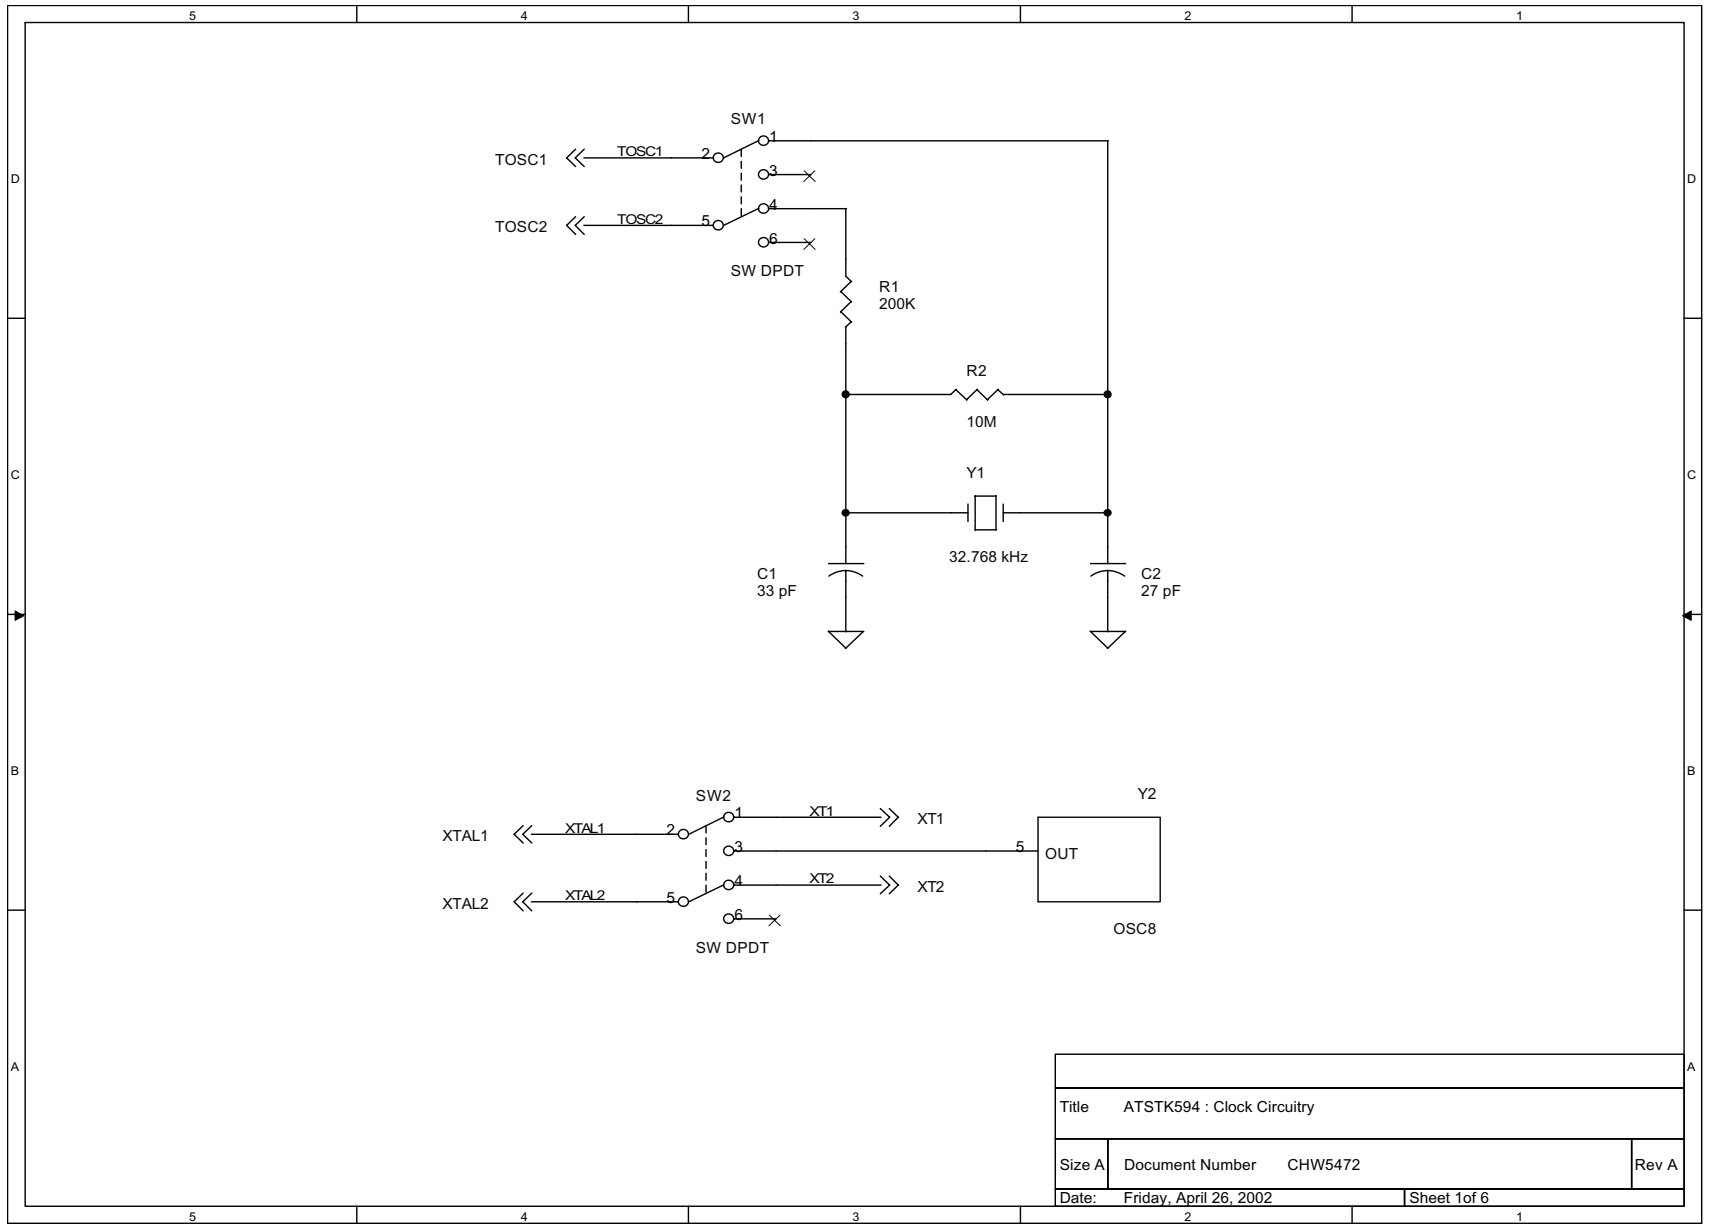 5 4 3 2 1
D D
C C
B B
A A
SW1
1
TOSC1 TOSC1 2
3
4
TOSC2 TOSC2 5
6
SW DPDT
R1
200K
R2
10M
Y1
32.768 kHz
C1
33 pF
C2
27 pF
SW2
Y2
1 XT1 XT1
XTAL1 XTAL1 2
3 5 OUT
4 XT2 XT2
XTAL2 XTAL2 5
6
OSC8
SW DPDT
Title ATSTK594 : Clock Circuitry
Size A Document Number CHW5472 Rev A
Date: Friday, April 26, 2002 Sheet 1of 6
5 4 3 2 1